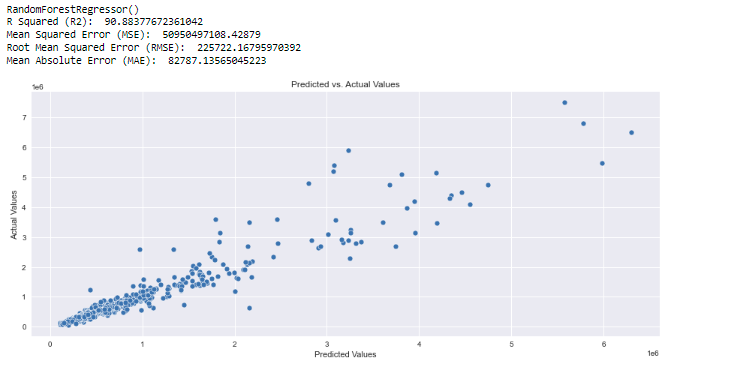 RandomForestRegressor()
R Squared (R2):  90.88377672361042
Mean Squared Error (MSE):  50950497108.42879
Root Mean Squared Error (RMSE):  225722.16795970392
Mean Absolute Error (MAE):  82787.13565045223
Predicted vs. Actual Values
1e6
7
6
5
4
3
2
1
0
Actual Values
0 1 2 3 4 5 6
1e6
Predicted Values